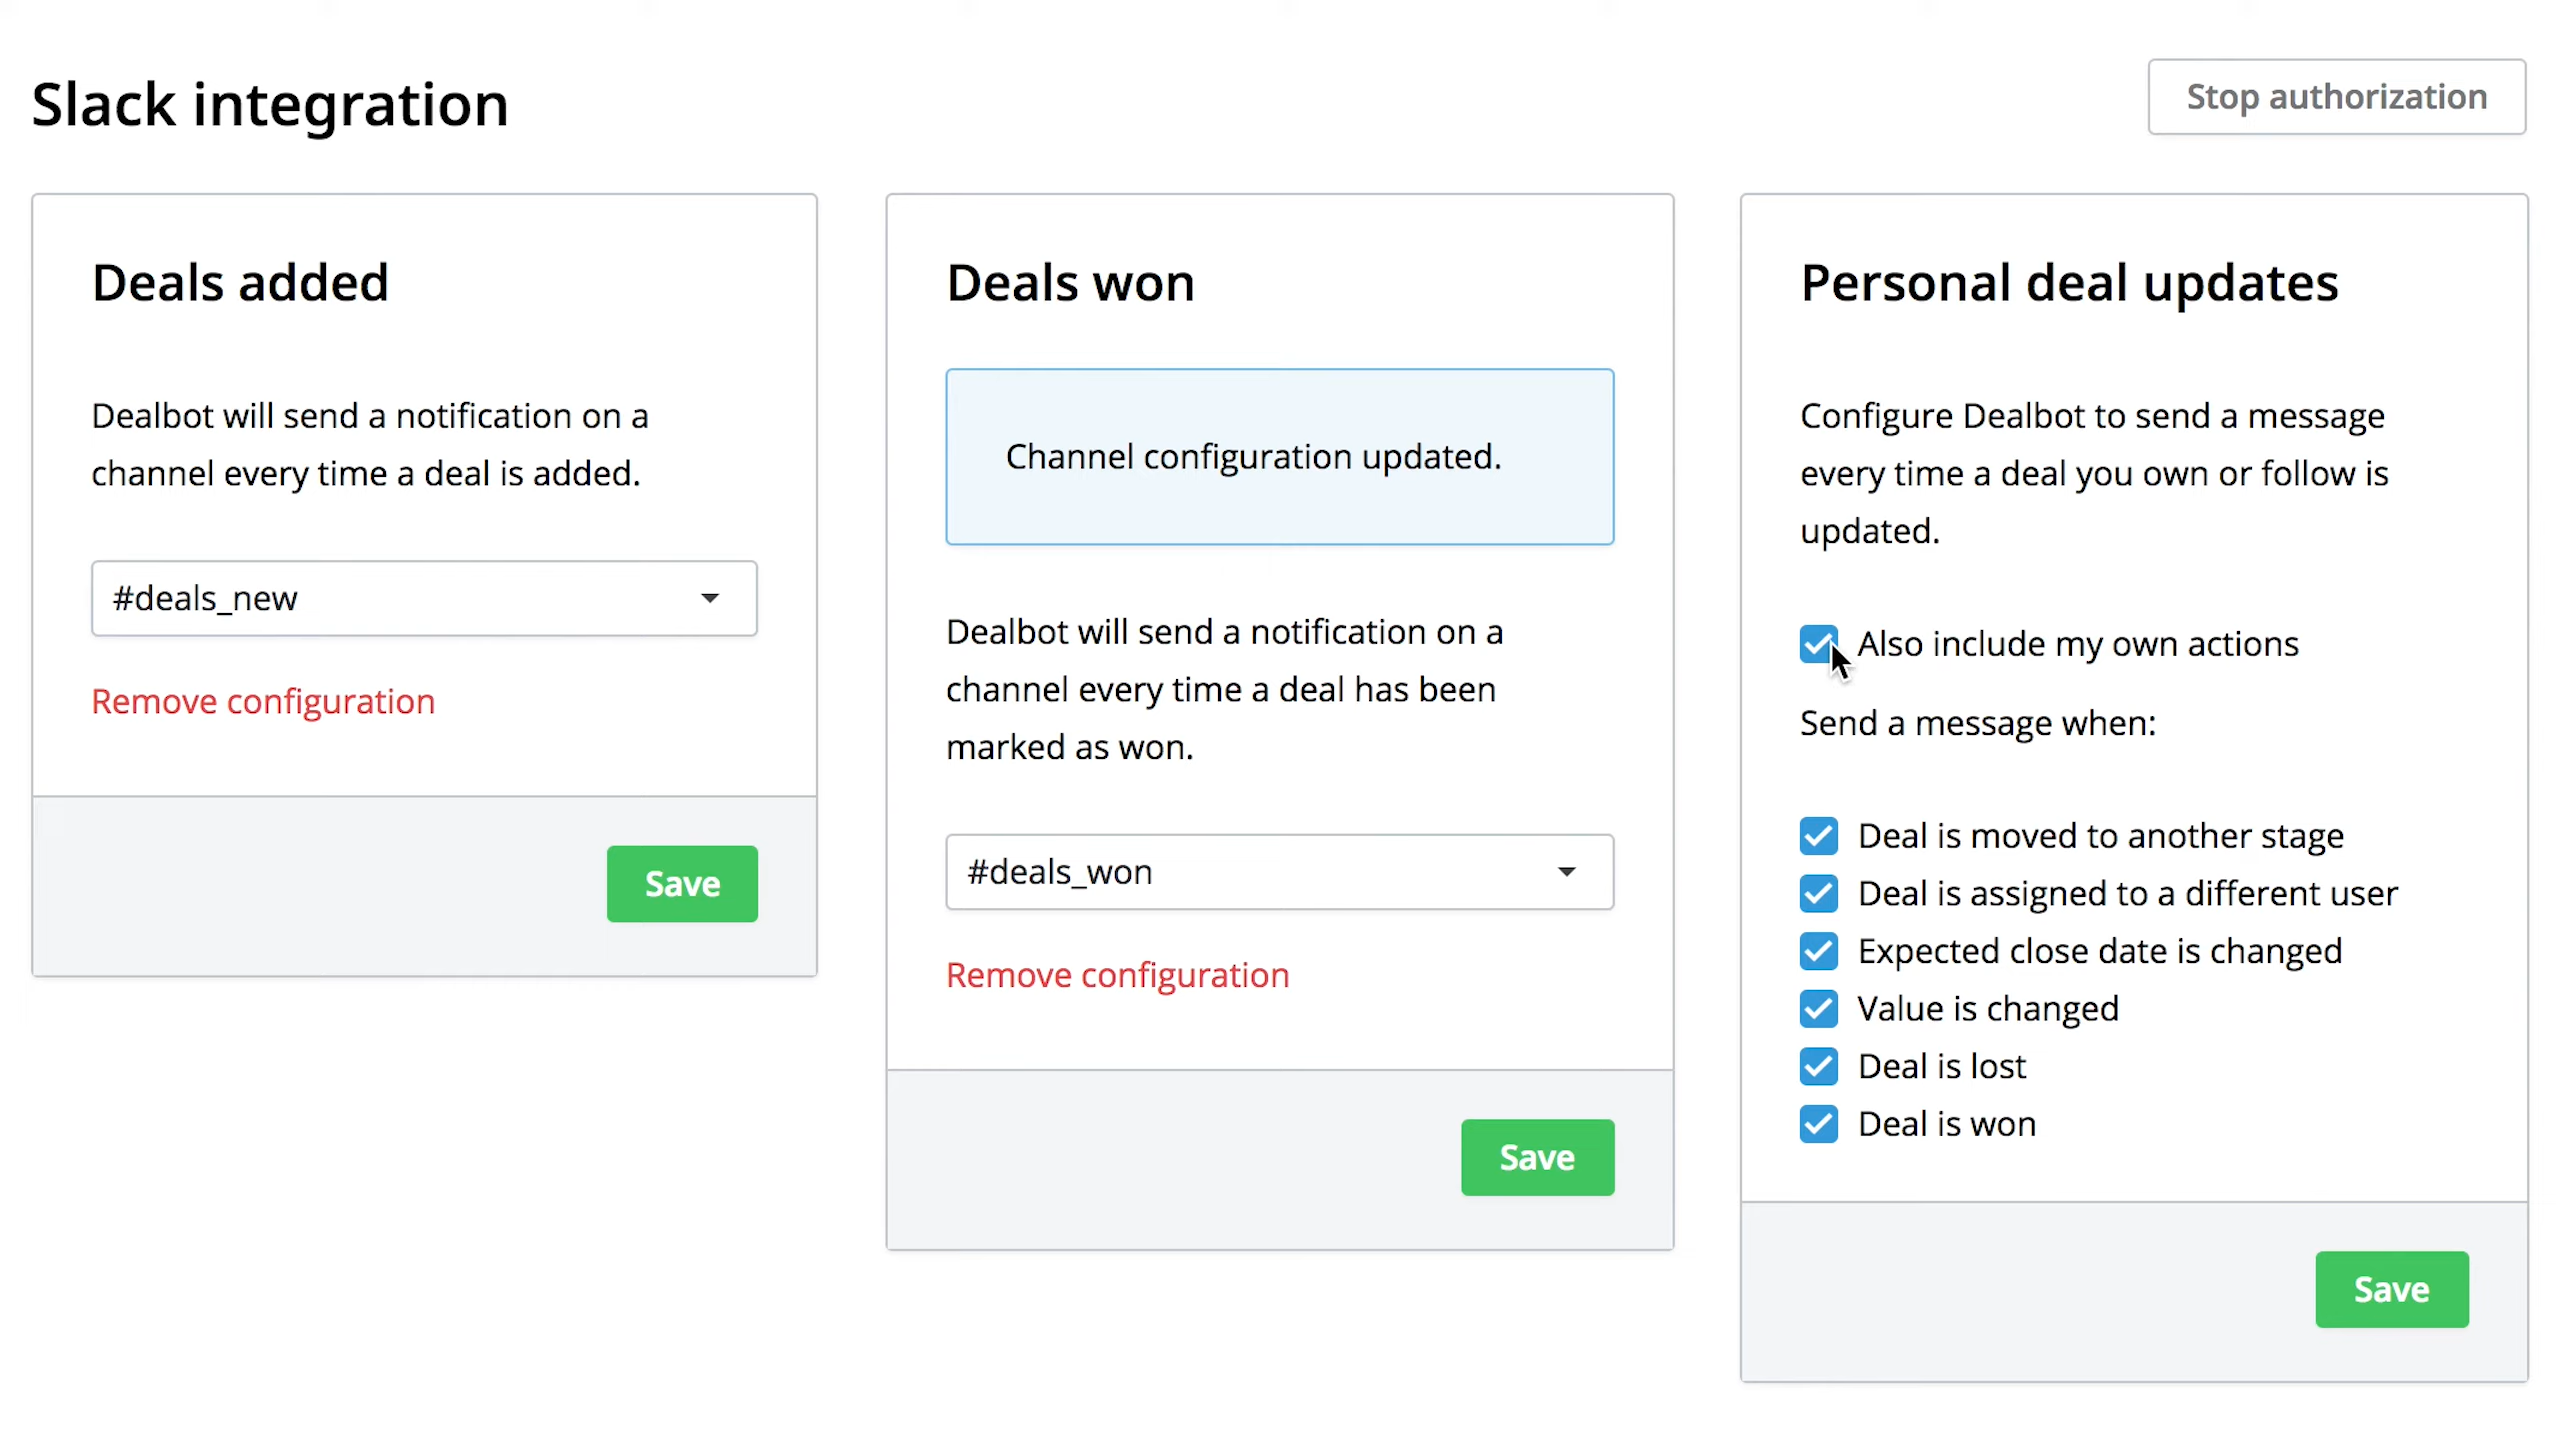 Slack integration
Stop authorization
Deals added
Dealbot will send a notification on a
channel every time a deal is added.
#deals_new
Remove configuration
Save
Deals won
Channel configuration updated.
Dealbot will send a notification on a
channel every time a deal has been
marked as won.
#deals_won
Remove configuration
Save
Personal deal updates
Configure Dealbot to send a message
every time a deal you own or follow is
updated.
Also include my own actions
Send a message when:
Deal is moved to another stage
Deal is assigned to a different user
Expected close date is changed
Value is changed
Deal is lost
Deal is won
Save